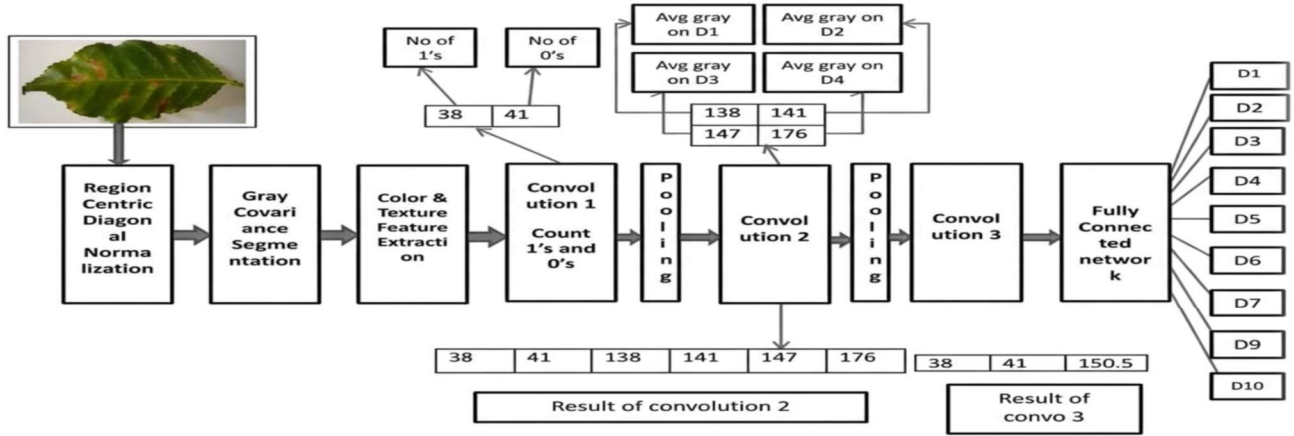 No of
1's
No of
0's
38 41
Avg gray
on D1
Avg gray on
D2
Avg gray
on D3
Avg gray on
D4
138 141
147 176
Region
Centric
Diagon
al
Norma
lization
Gray
Covari
ance
Segme
ntation
Color &
Texture
Feature
Extracti
on
Convol
ution 1
Count
1's and
0's
P
o
o
l
i
n
g
Convol
ution 2
P
o
o
l
i
n
g
Convol
ution 3
Fully
Connec
ted
networ
k
D1
D2
D3
D4
D5
D6
D7
D9
D10
38 41 138 141 147 176
Result of convolution 2
38 41 150.5
Result of
convo 3